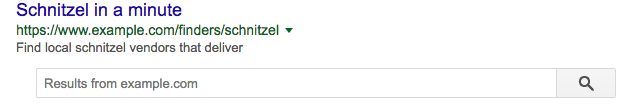 Schnitzel in a minute
https://www.example.com/finders/schnitzel
Find local schnitzel vendors that deliver
Results from example.com